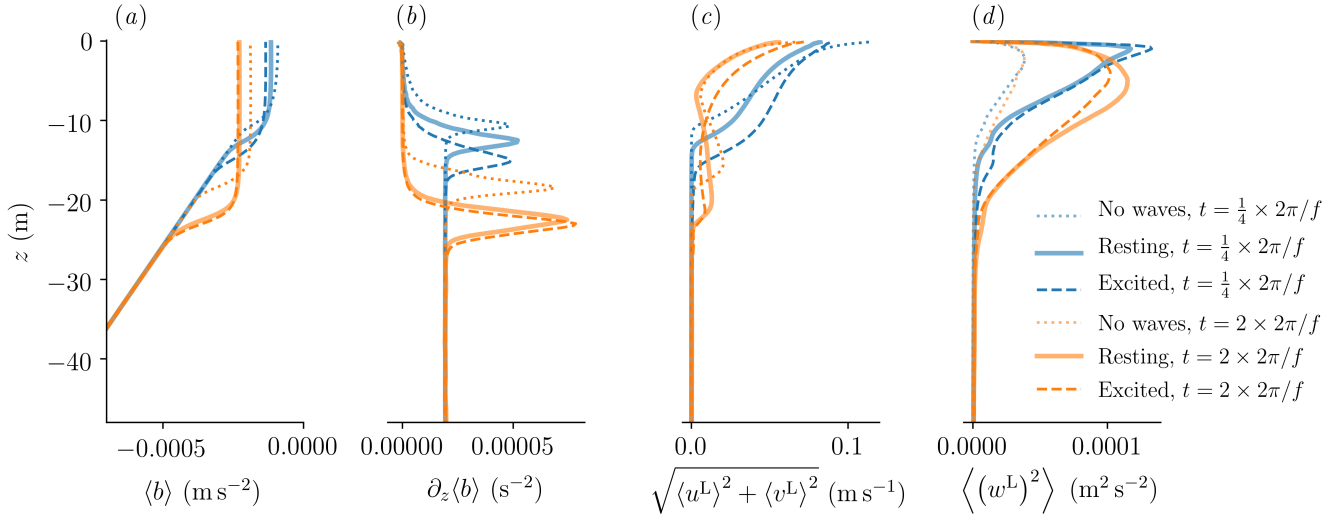 (a) (b) (c) (d)
0
−10
−20
−30
−40
z (m)
−0.0005 0.0000
⟨b⟩ (m s⁻²)
0.00000 0.00005
∂z⟨b⟩ (s⁻²)
0.0 0.1
√(⟨uᴸ⟩² + ⟨vᴸ⟩²) (m s⁻¹)
0.0000 0.0001
⟨(wᴸ)²⟩ (m² s⁻²)
No waves, t = 1/4 × 2π/f
Resting, t = 1/4 × 2π/f
Excited, t = 1/4 × 2π/f
No waves, t = 2 × 2π/f
Resting, t = 2 × 2π/f
Excited, t = 2 × 2π/f